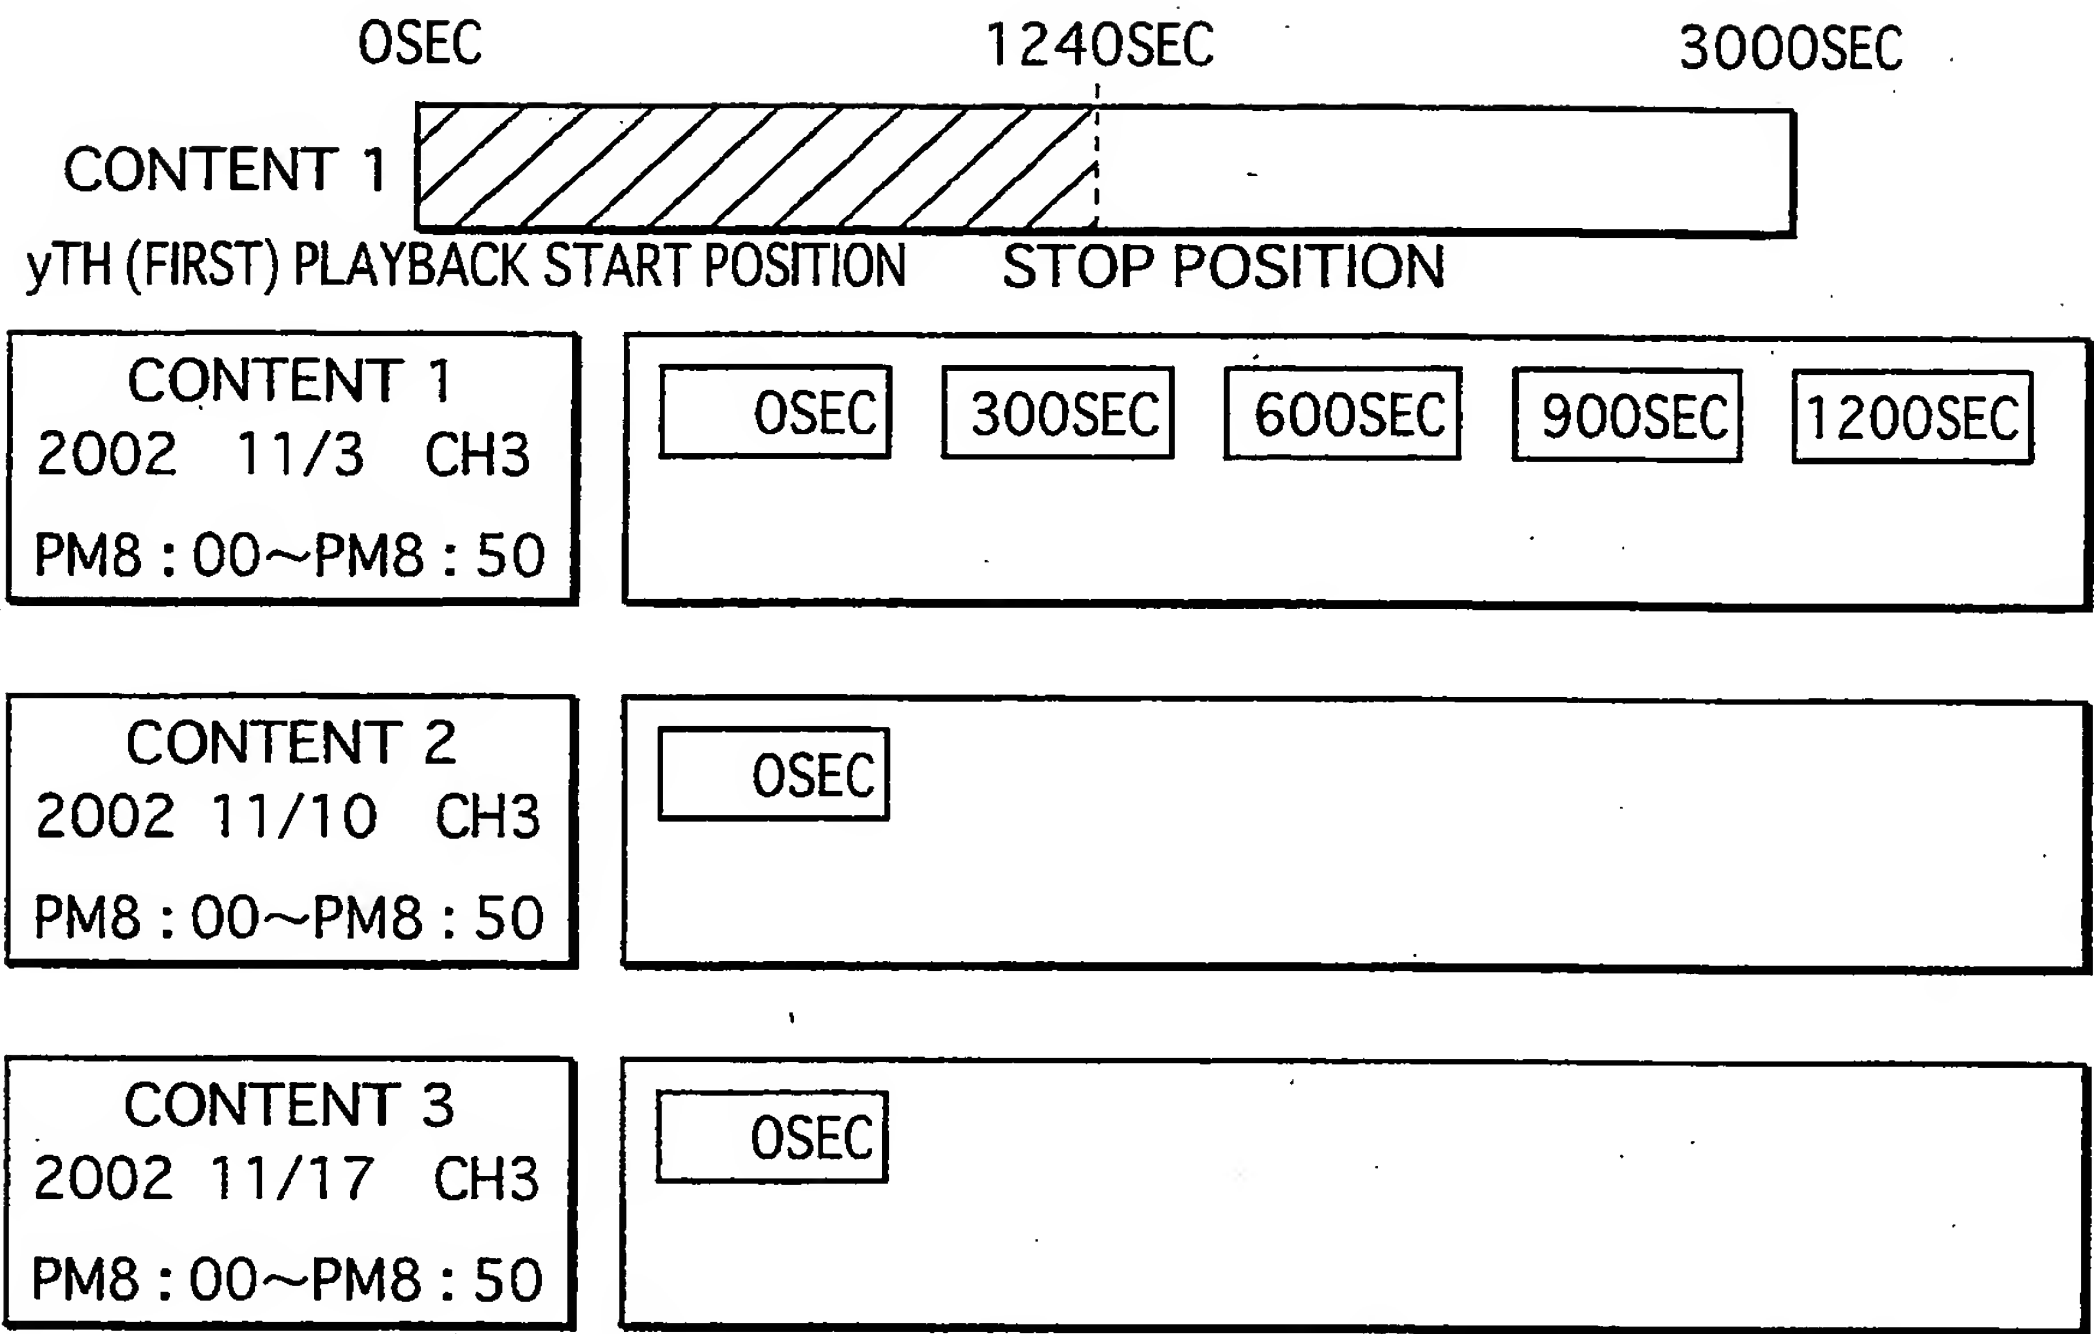 0SEC 1240SEC 3000SEC
CONTENT 1
yTH (FIRST) PLAYBACK START POSITION STOP POSITION
CONTENT 1
2002 11/3 CH3
PM8:00~PM8:50
0SEC 300SEC 600SEC 900SEC 1200SEC
CONTENT 2
2002 11/10 CH3
PM8:00~PM8:50
0SEC
CONTENT 3
2002 11/17 CH3
PM8:00~PM8:50
0SEC